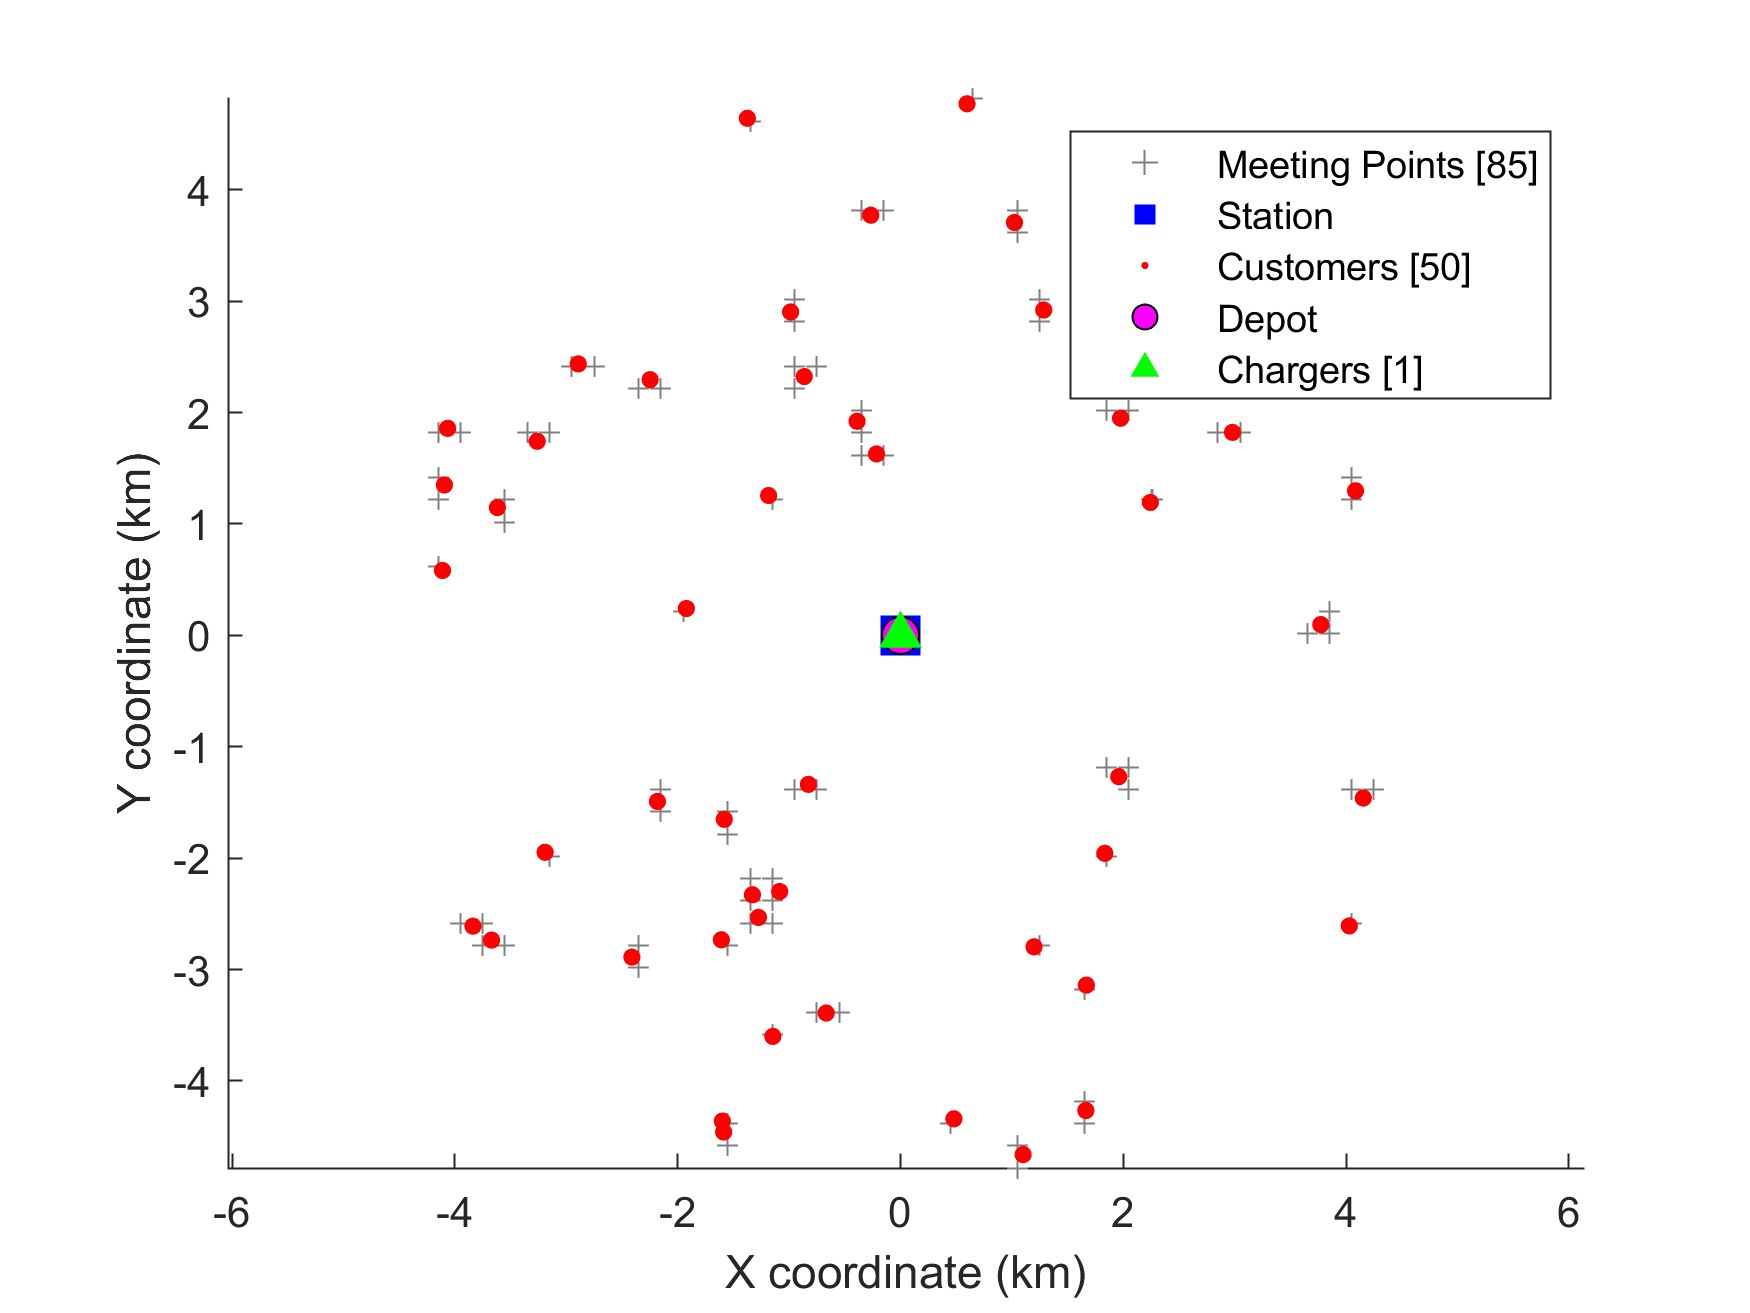 Meeting Points [85]
Station
Customers [50]
Depot
Chargers [1]
Y coordinate (km)
4
3
2
1
0
-1
-2
-3
-4
-6
-4
-2
0
2
4
6
X coordinate (km)